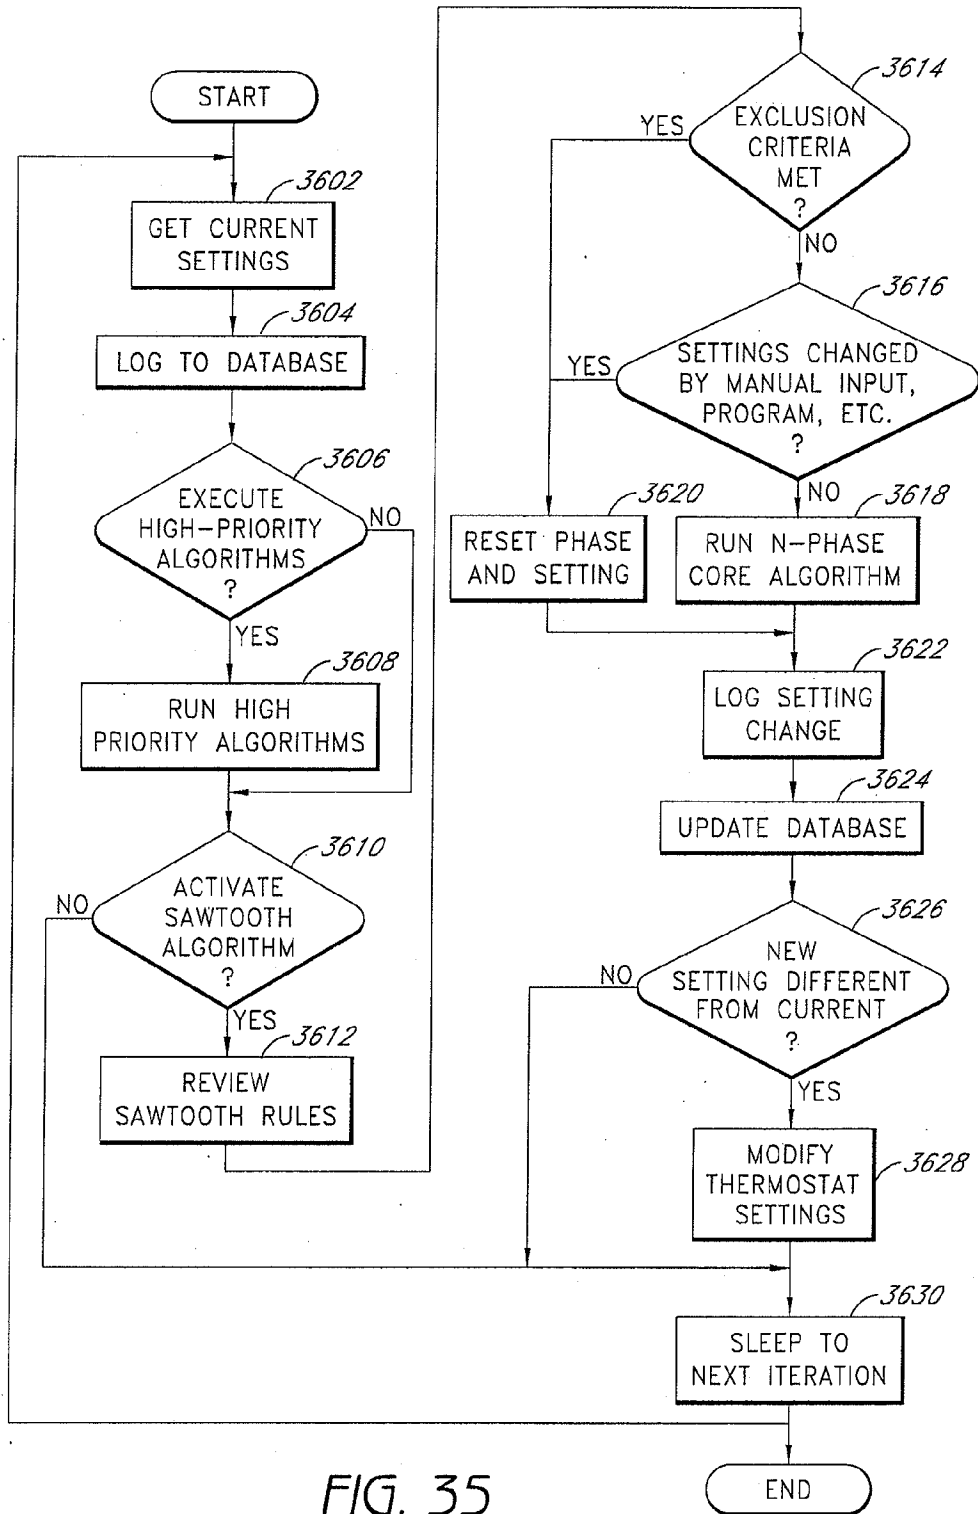 START
3602
GET CURRENT
SETTINGS
3604
LOG TO DATABASE
3606
EXECUTE
HIGH-PRIORITY
ALGORITHMS
?
NO
YES
3608
RUN HIGH
PRIORITY ALGORITHMS
3610
ACTIVATE
SAWTOOTH
ALGORITHM
?
NO
YES
3612
REVIEW
SAWTOOTH RULES
3614
EXCLUSION
CRITERIA
MET
?
YES
NO
3616
SETTINGS CHANGED
BY MANUAL INPUT,
PROGRAM, ETC.
?
YES
NO
3620
RESET PHASE
AND SETTING
3618
RUN N-PHASE
CORE ALGORITHM
3622
LOG SETTING
CHANGE
3624
UPDATE DATABASE
3626
NEW
SETTING DIFFERENT
FROM CURRENT
?
NO
YES
MODIFY
THERMOSTAT
SETTINGS
3628
3630
SLEEP TO
NEXT ITERATION
END
FIG. 35